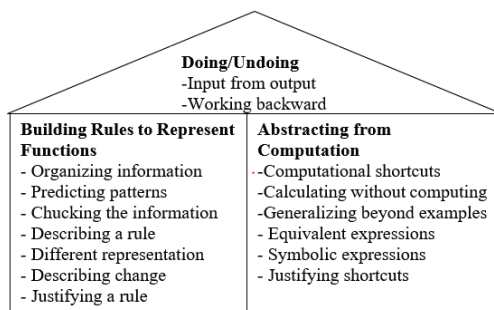 Doing/Undoing
-Input from output
-Working backward
Building Rules to Represent
Functions
- Organizing information
- Predicting patterns
- Chucking the information
- Describing a rule
- Different representation
- Describing change
- Justifying a rule
Abstracting from
Computation
-Computational shortcuts
-Calculating without computing
-Generalizing beyond examples
- Equivalent expressions
- Symbolic expressions
- Justifying shortcuts